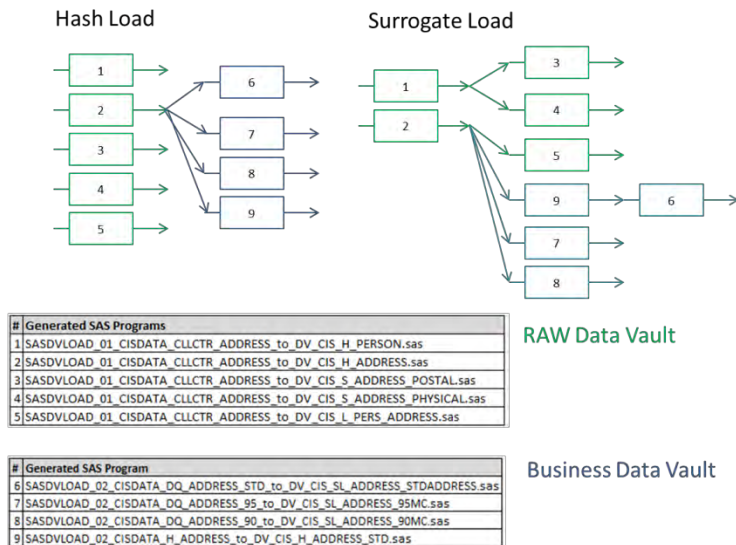 Hash Load
Surrogate Load
1
2
3
4
5
6
7
8
9
1
2
3
4
5
9
6
7
8
# Generated SAS Programs
1 SASDVLOAD_01_CISDATA_CLLCTR_ADDRESS_to_DV_CIS_H_PERSON.sas
2 SASDVLOAD_01_CISDATA_CLLCTR_ADDRESS_to_DV_CIS_H_ADDRESS.sas
3 SASDVLOAD_01_CISDATA_CLLCTR_ADDRESS_to_DV_CIS_S_ADDRESS_POSTAL.sas
4 SASDVLOAD_01_CISDATA_CLLCTR_ADDRESS_to_DV_CIS_S_ADDRESS_PHYSICAL.sas
5 SASDVLOAD_01_CISDATA_CLLCTR_ADDRESS_to_DV_CIS_L_PERS_ADDRESS.sas
RAW Data Vault
# Generated SAS Program
6 SASDVLOAD_02_CISDATA_DQ_ADDRESS_STD_to_DV_CIS_SL_ADDRESS_STDADDRESS.sas
7 SASDVLOAD_02_CISDATA_DQ_ADDRESS_95_to_DV_CIS_SL_ADDRESS_95MC.sas
8 SASDVLOAD_02_CISDATA_DQ_ADDRESS_90_to_DV_CIS_SL_ADDRESS_90MC.sas
9 SASDVLOAD_02_CISDATA_H_ADDRESS_to_DV_CIS_H_ADDRESS_STD.sas
Business Data Vault